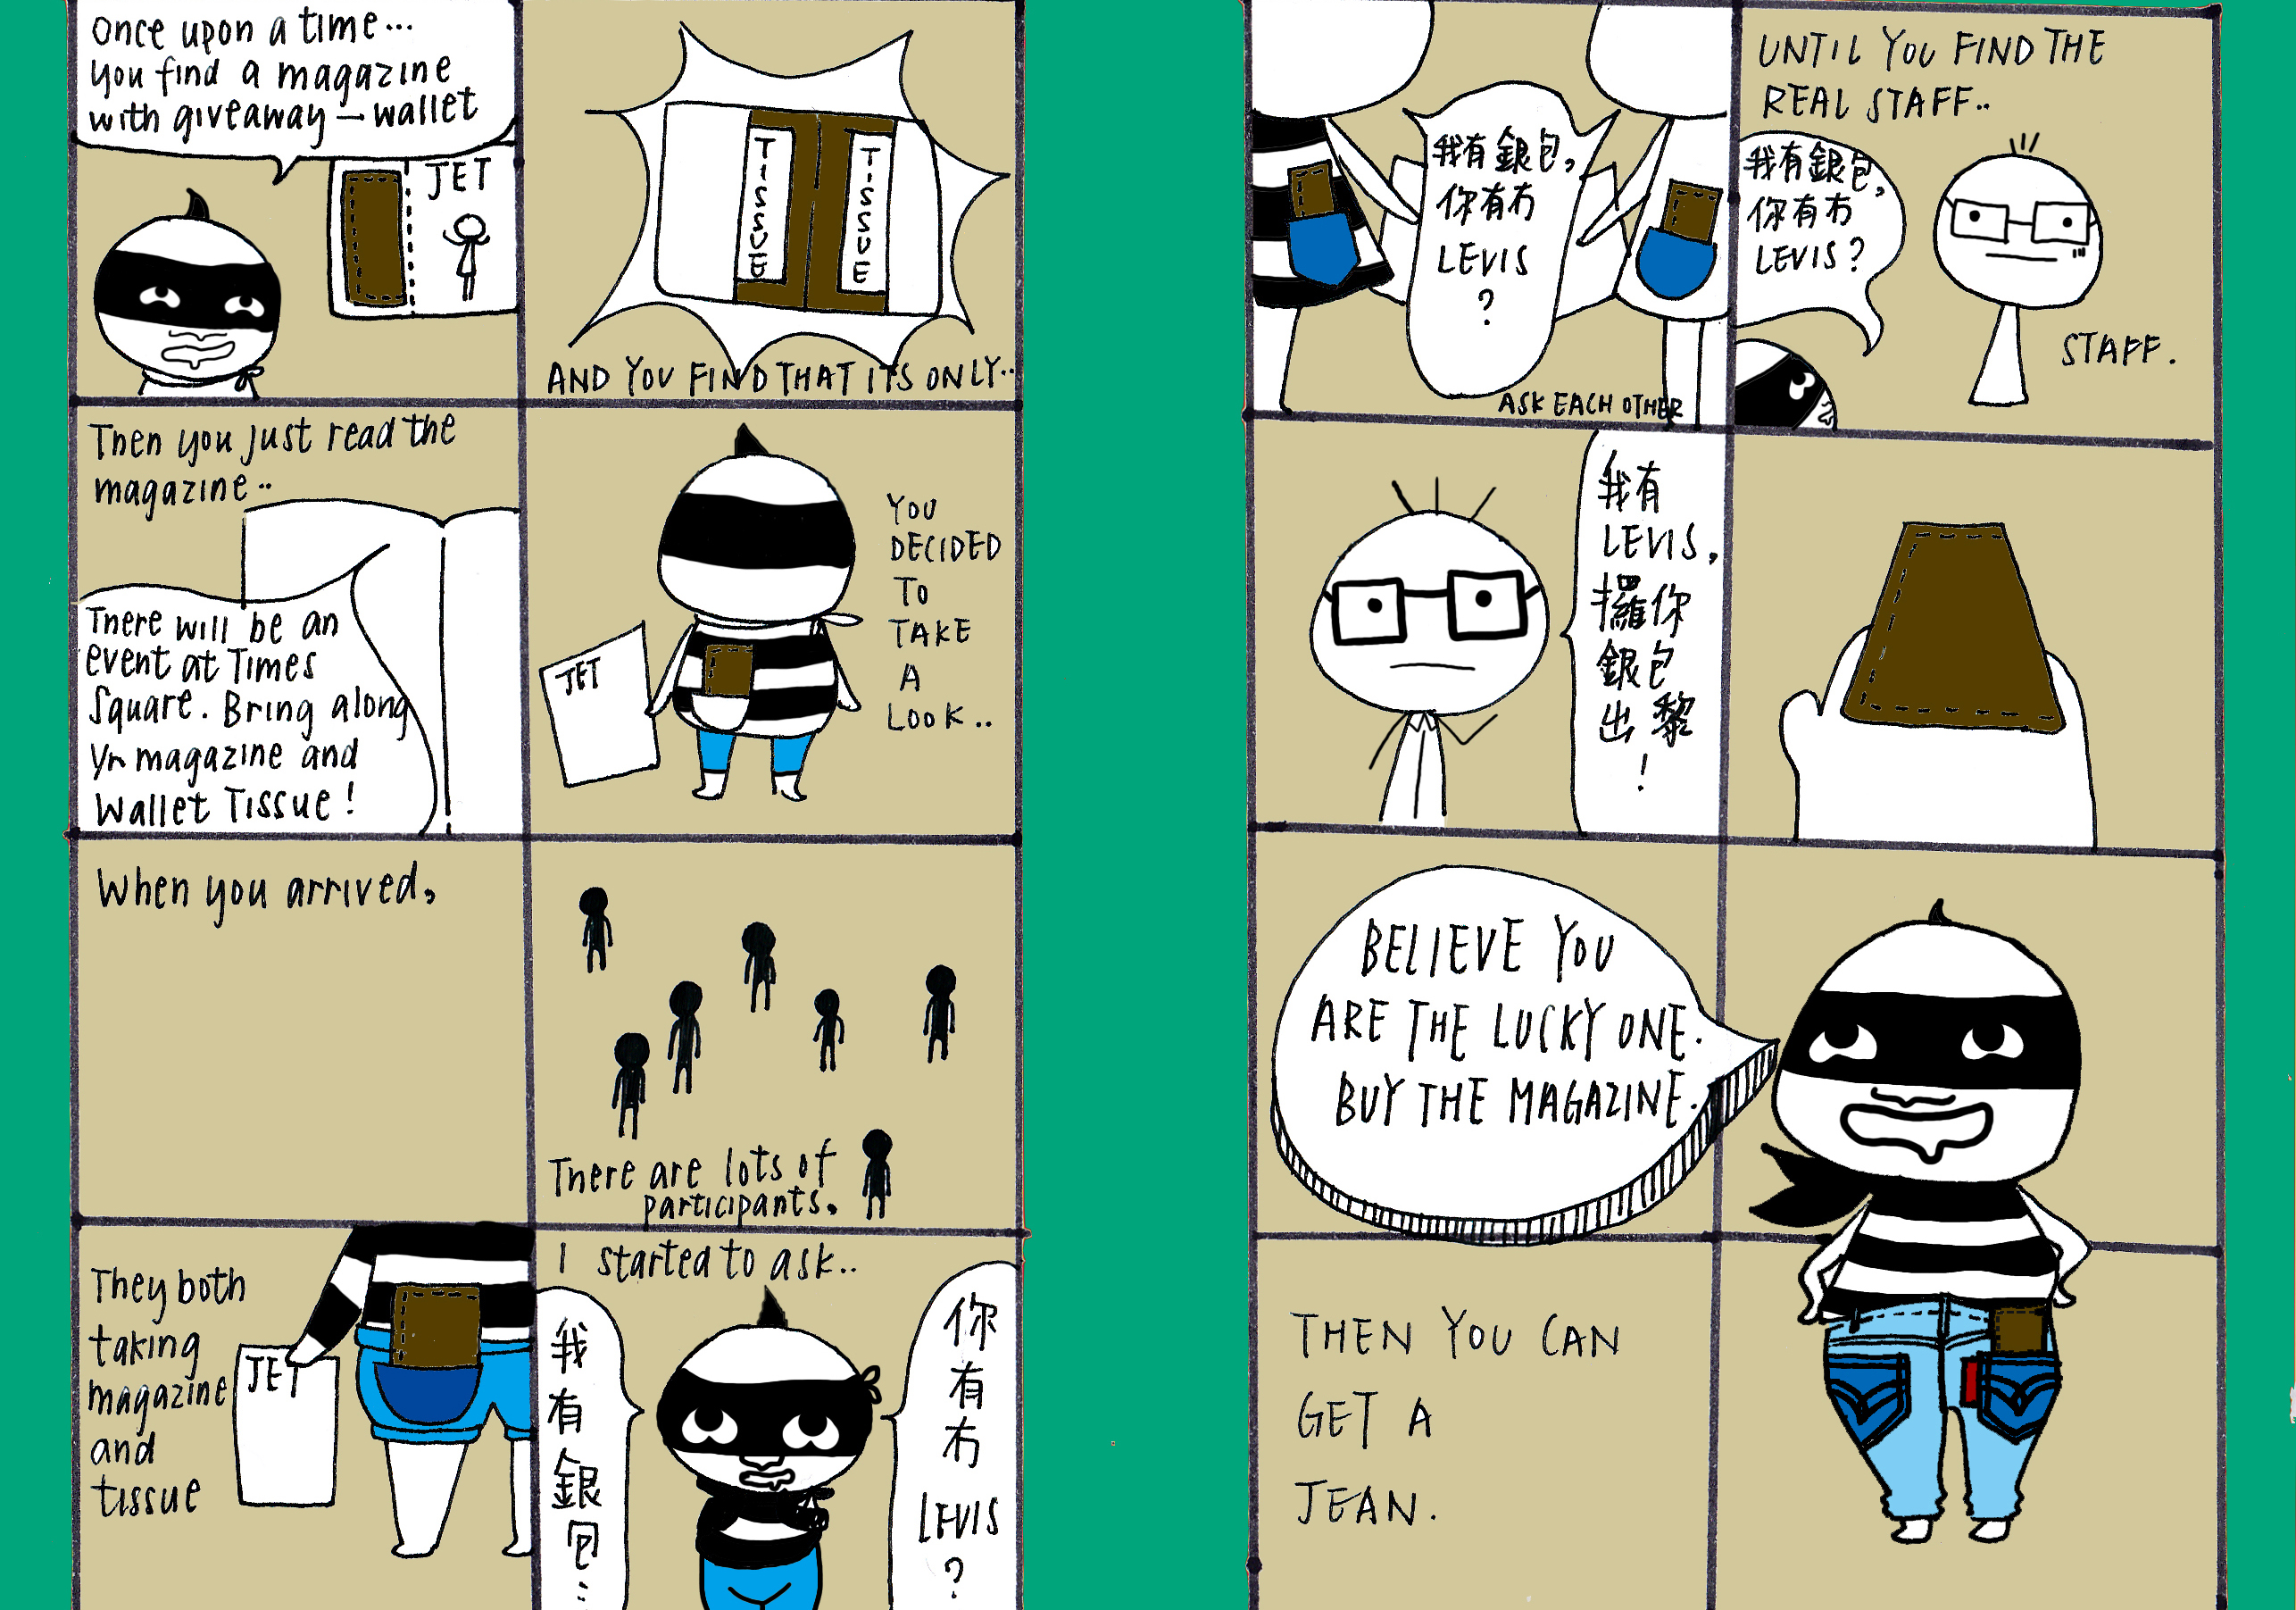 Once upon a time...
you find a magazine
with giveaway – wallet
JET
TISSUE
TISSUE
AND YOU FIND THAT ITS ONLY..
Then you just read the
magazine..
There will be an
event at Times
Square. Bring along
yr magazine and
Wallet Tissue!
YOU
DECIDED
TO
TAKE
A
LOOK..
JET
When you arrived,
There are lots of
participants.
They both
taking
magazine
and
tissue
JET
I started to ask..
我有銀包...
你有冇
LEVIS
?
我有銀包,
你有冇
LEVIS
?
ASK EACH OTHER
UNTIL YOU FIND THE
REAL STAFF..
我有銀包,
你有冇
LEVIS?
STAFF.
我有
LEVIS,
攞你
銀包
出黎
!
BELIEVE YOU
ARE THE LUCKY ONE.
BUY THE MAGAZINE.
THEN YOU CAN
GET A
JEAN.